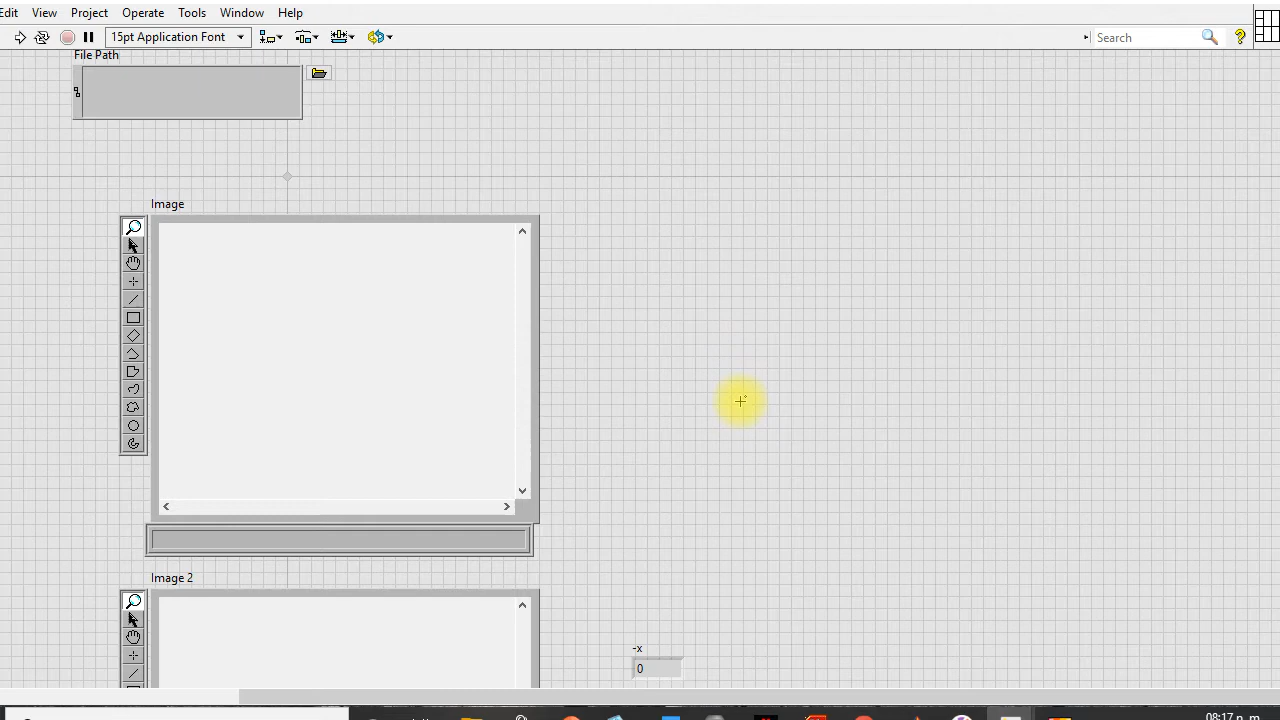 Edit View Project Operate Tools Window Help
15pt Application Font
Search
?
File Path
Image
Image 2
-x
0
08:17 p. m.